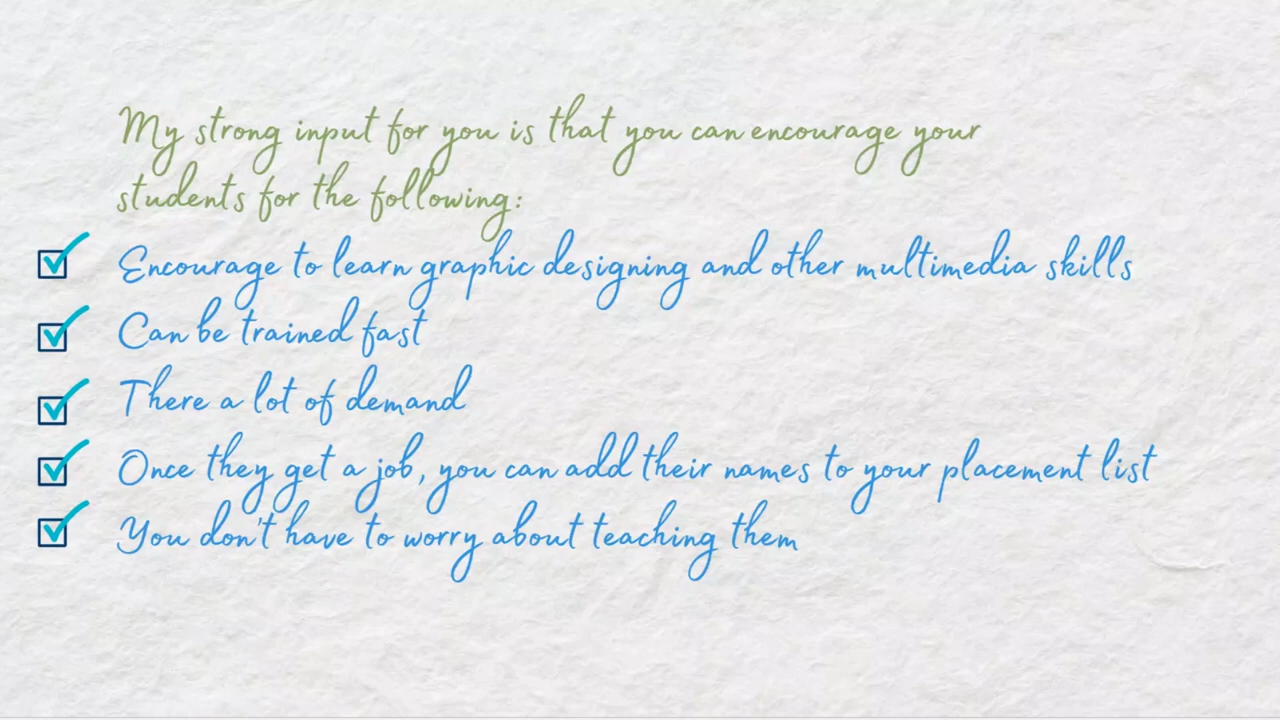 My strong input for you is that you can encourage your
students for the following:
Encourage to learn graphic designing and other multimedia skills
Can be trained fast
There a lot of demand
Once they get a job, you can add their names to your placement list
You don't have to worry about teaching them